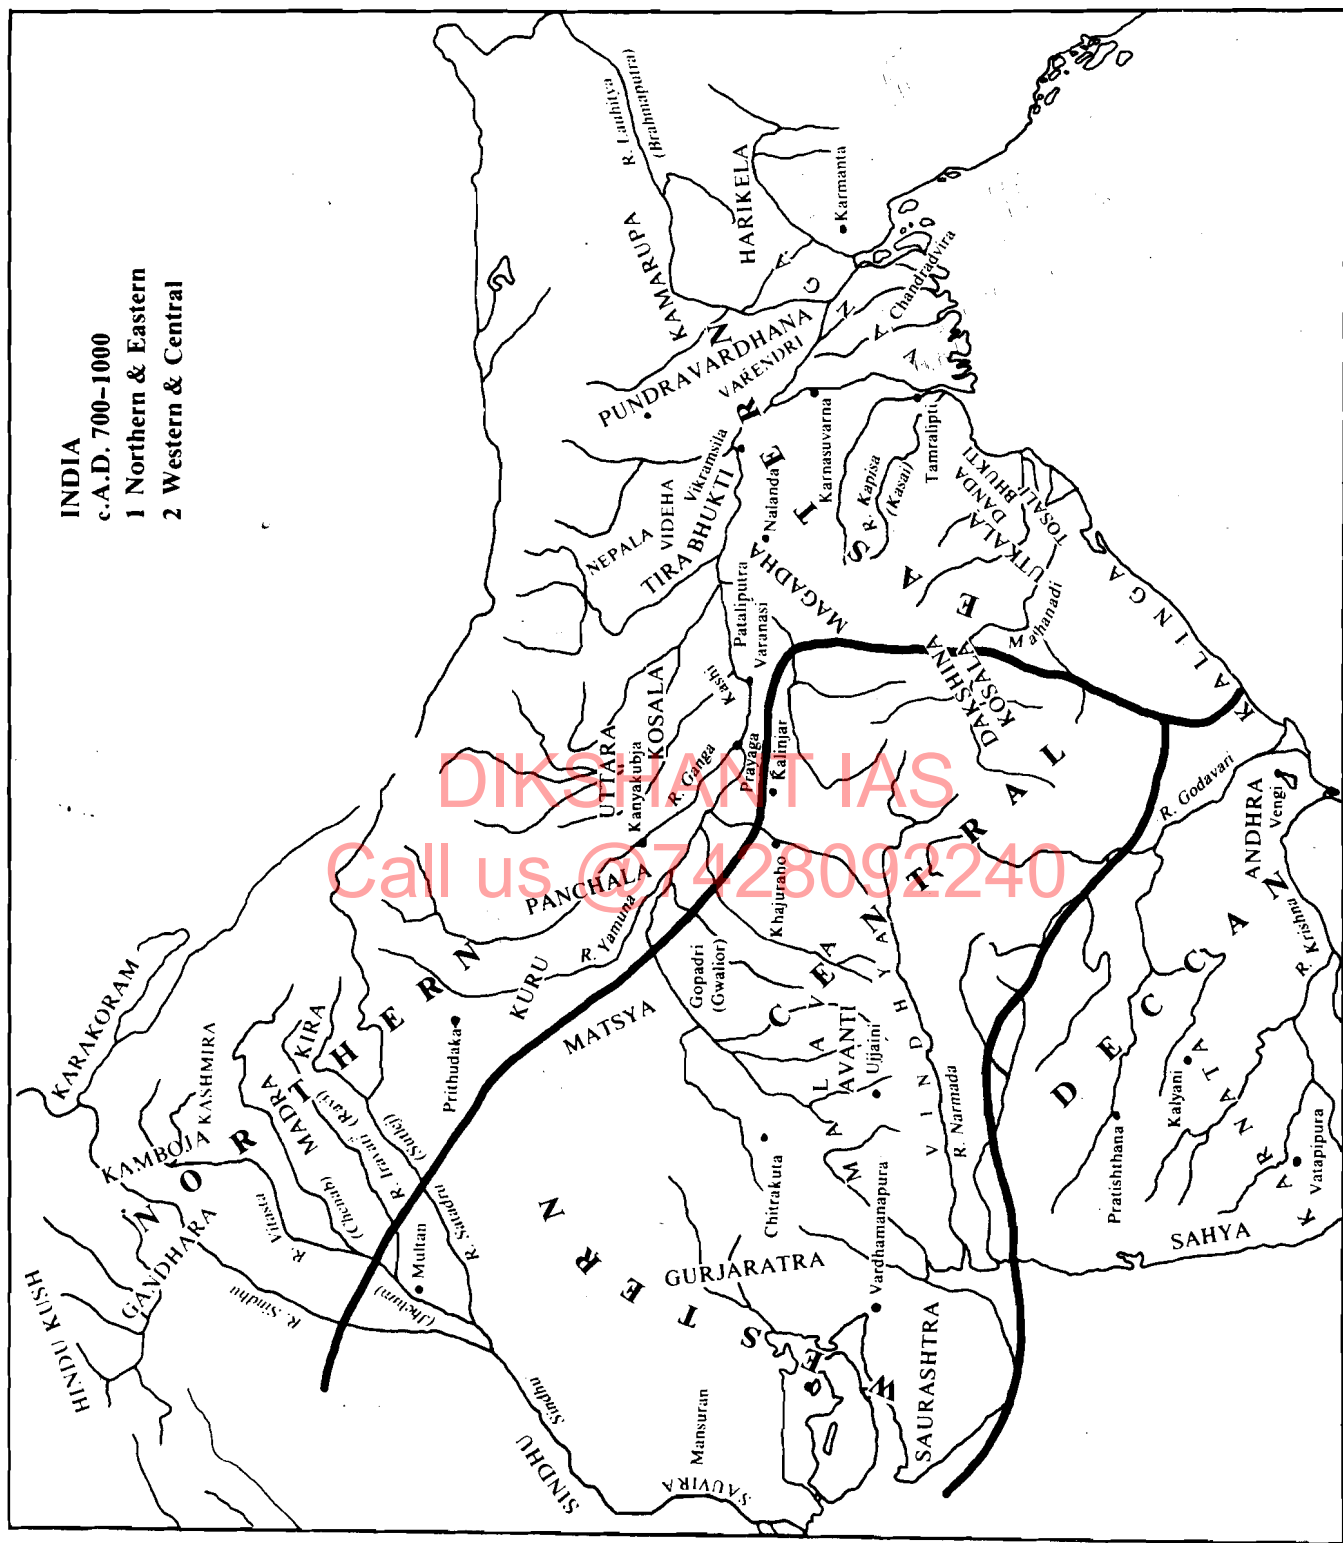 INDIA
c.A.D. 700–1000
1 Northern & Eastern
2 Western & Central
HINDU KUSH
KARAKORAM
KAMBOJA
KASHMIRA
GANDHARA
MADRA
KIRA
NORTHERN
R. Sindhu
R. Vitasta
(Jhelum)
(Chenab)
R. Iravati (Ravi)
R. Satadru
(Sutlej)
Multan
Prithudaka
KURU
PANCHALA
R. Yamuna
R. Ganga
MATSYA
UTTARA
KOSALA
Kanyakubja
Kashi
Prayaga
Varanasi
Kalinjar
Khajuraho
Gopadri
(Gwalior)
NEPALA
VIDEHA
TIRABHUKTI
Vikramsila
Pataliputra
Nalanda
MAGADHA
EASTERN
PUNDRAVARDHANA
VARENDRI
KAMARUPA
R. Lauhitya
(Brahmaputra)
HARIKELA
Karmanta
VANGA
Chandradvira
Karnasuvarna
R. Kapisa
(Kasai)
Tamralipti
DANDA
BHUKTI
UTKALA
TOSALI
Mahanadi
KALINGA
DAKSHINA
KOSALA
CENTRAL
MALAVA
AVANTI
Ujjaini
VINDHYAN
R. Narmada
Chitrakuta
GURJARATRA
Vardhamanapura
WESTERN
SAURASHTRA
Mansuran
SAUVIRA
SINDHU
Sindhu
DECCAN
R. Godavari
ANDHRA
Vengi
R. Krishna
Kalyani
Pratishthana
KARNATA
Vatapipura
SAHYA
DIKSHANT IAS
Call us @7428092240